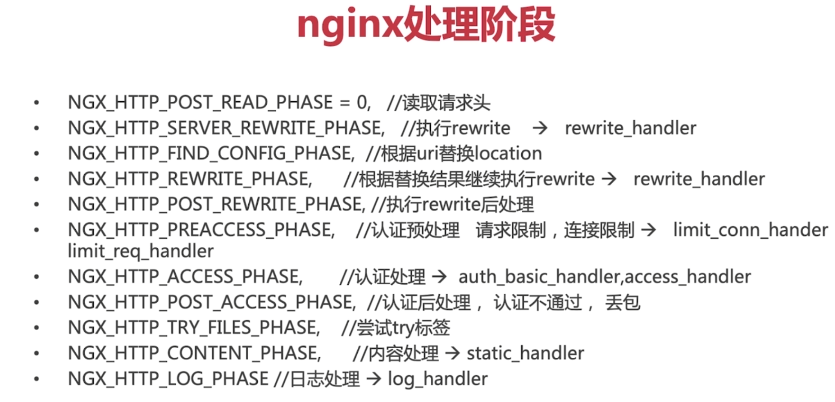 nginx处理阶段
• NGX_HTTP_POST_READ_PHASE = 0, //读取请求头
• NGX_HTTP_SERVER_REWRITE_PHASE, //执行rewrite → rewrite_handler
• NGX_HTTP_FIND_CONFIG_PHASE, //根据uri替换location
• NGX_HTTP_REWRITE_PHASE, //根据替换结果继续执行rewrite → rewrite_handler
• NGX_HTTP_POST_REWRITE_PHASE, //执行rewrite后处理
• NGX_HTTP_PREACCESS_PHASE, //认证预处理 请求限制，连接限制 → limit_conn_hander
limit_req_handler
• NGX_HTTP_ACCESS_PHASE, //认证处理 → auth_basic_handler,access_handler
• NGX_HTTP_POST_ACCESS_PHASE, //认证后处理， 认证不通过， 丢包
• NGX_HTTP_TRY_FILES_PHASE, //尝试try标签
• NGX_HTTP_CONTENT_PHASE, //内容处理 → static_handler
• NGX_HTTP_LOG_PHASE //日志处理 → log_handler